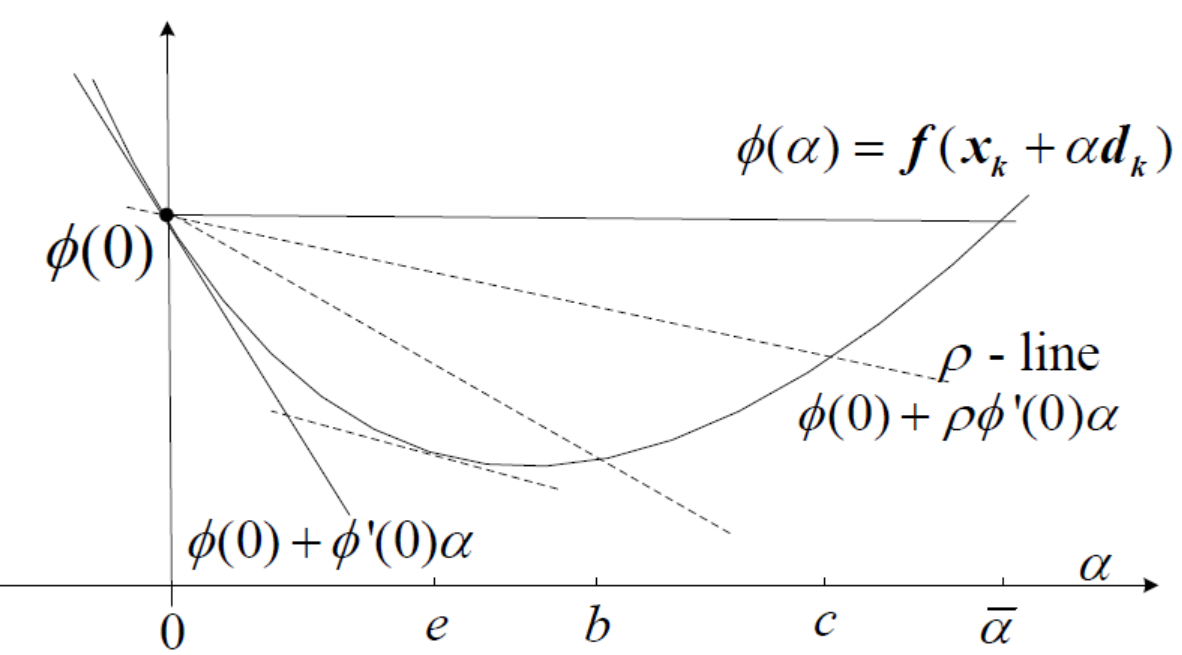 ϕ(α) = f(xₖ + αdₖ)
ϕ(0)
ρ - line
ϕ(0) + ρϕ'(0)α
ϕ(0) + ϕ'(0)α
α
0 e b c α̅